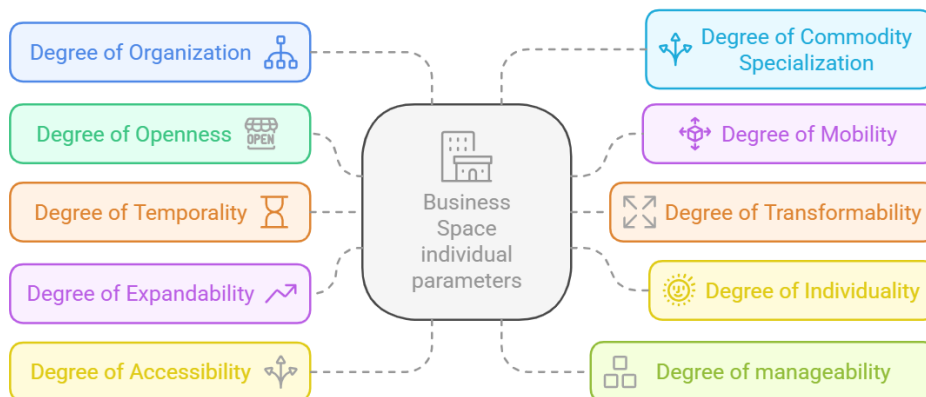 Degree of Organization
Degree of Openness
OPEN
Degree of Temporality
Degree of Expandability
Degree of Accessibility
Business
Space
individual
parameters
Degree of Commodity
Specialization
Degree of Mobility
Degree of Transformability
Degree of Individuality
Degree of manageability